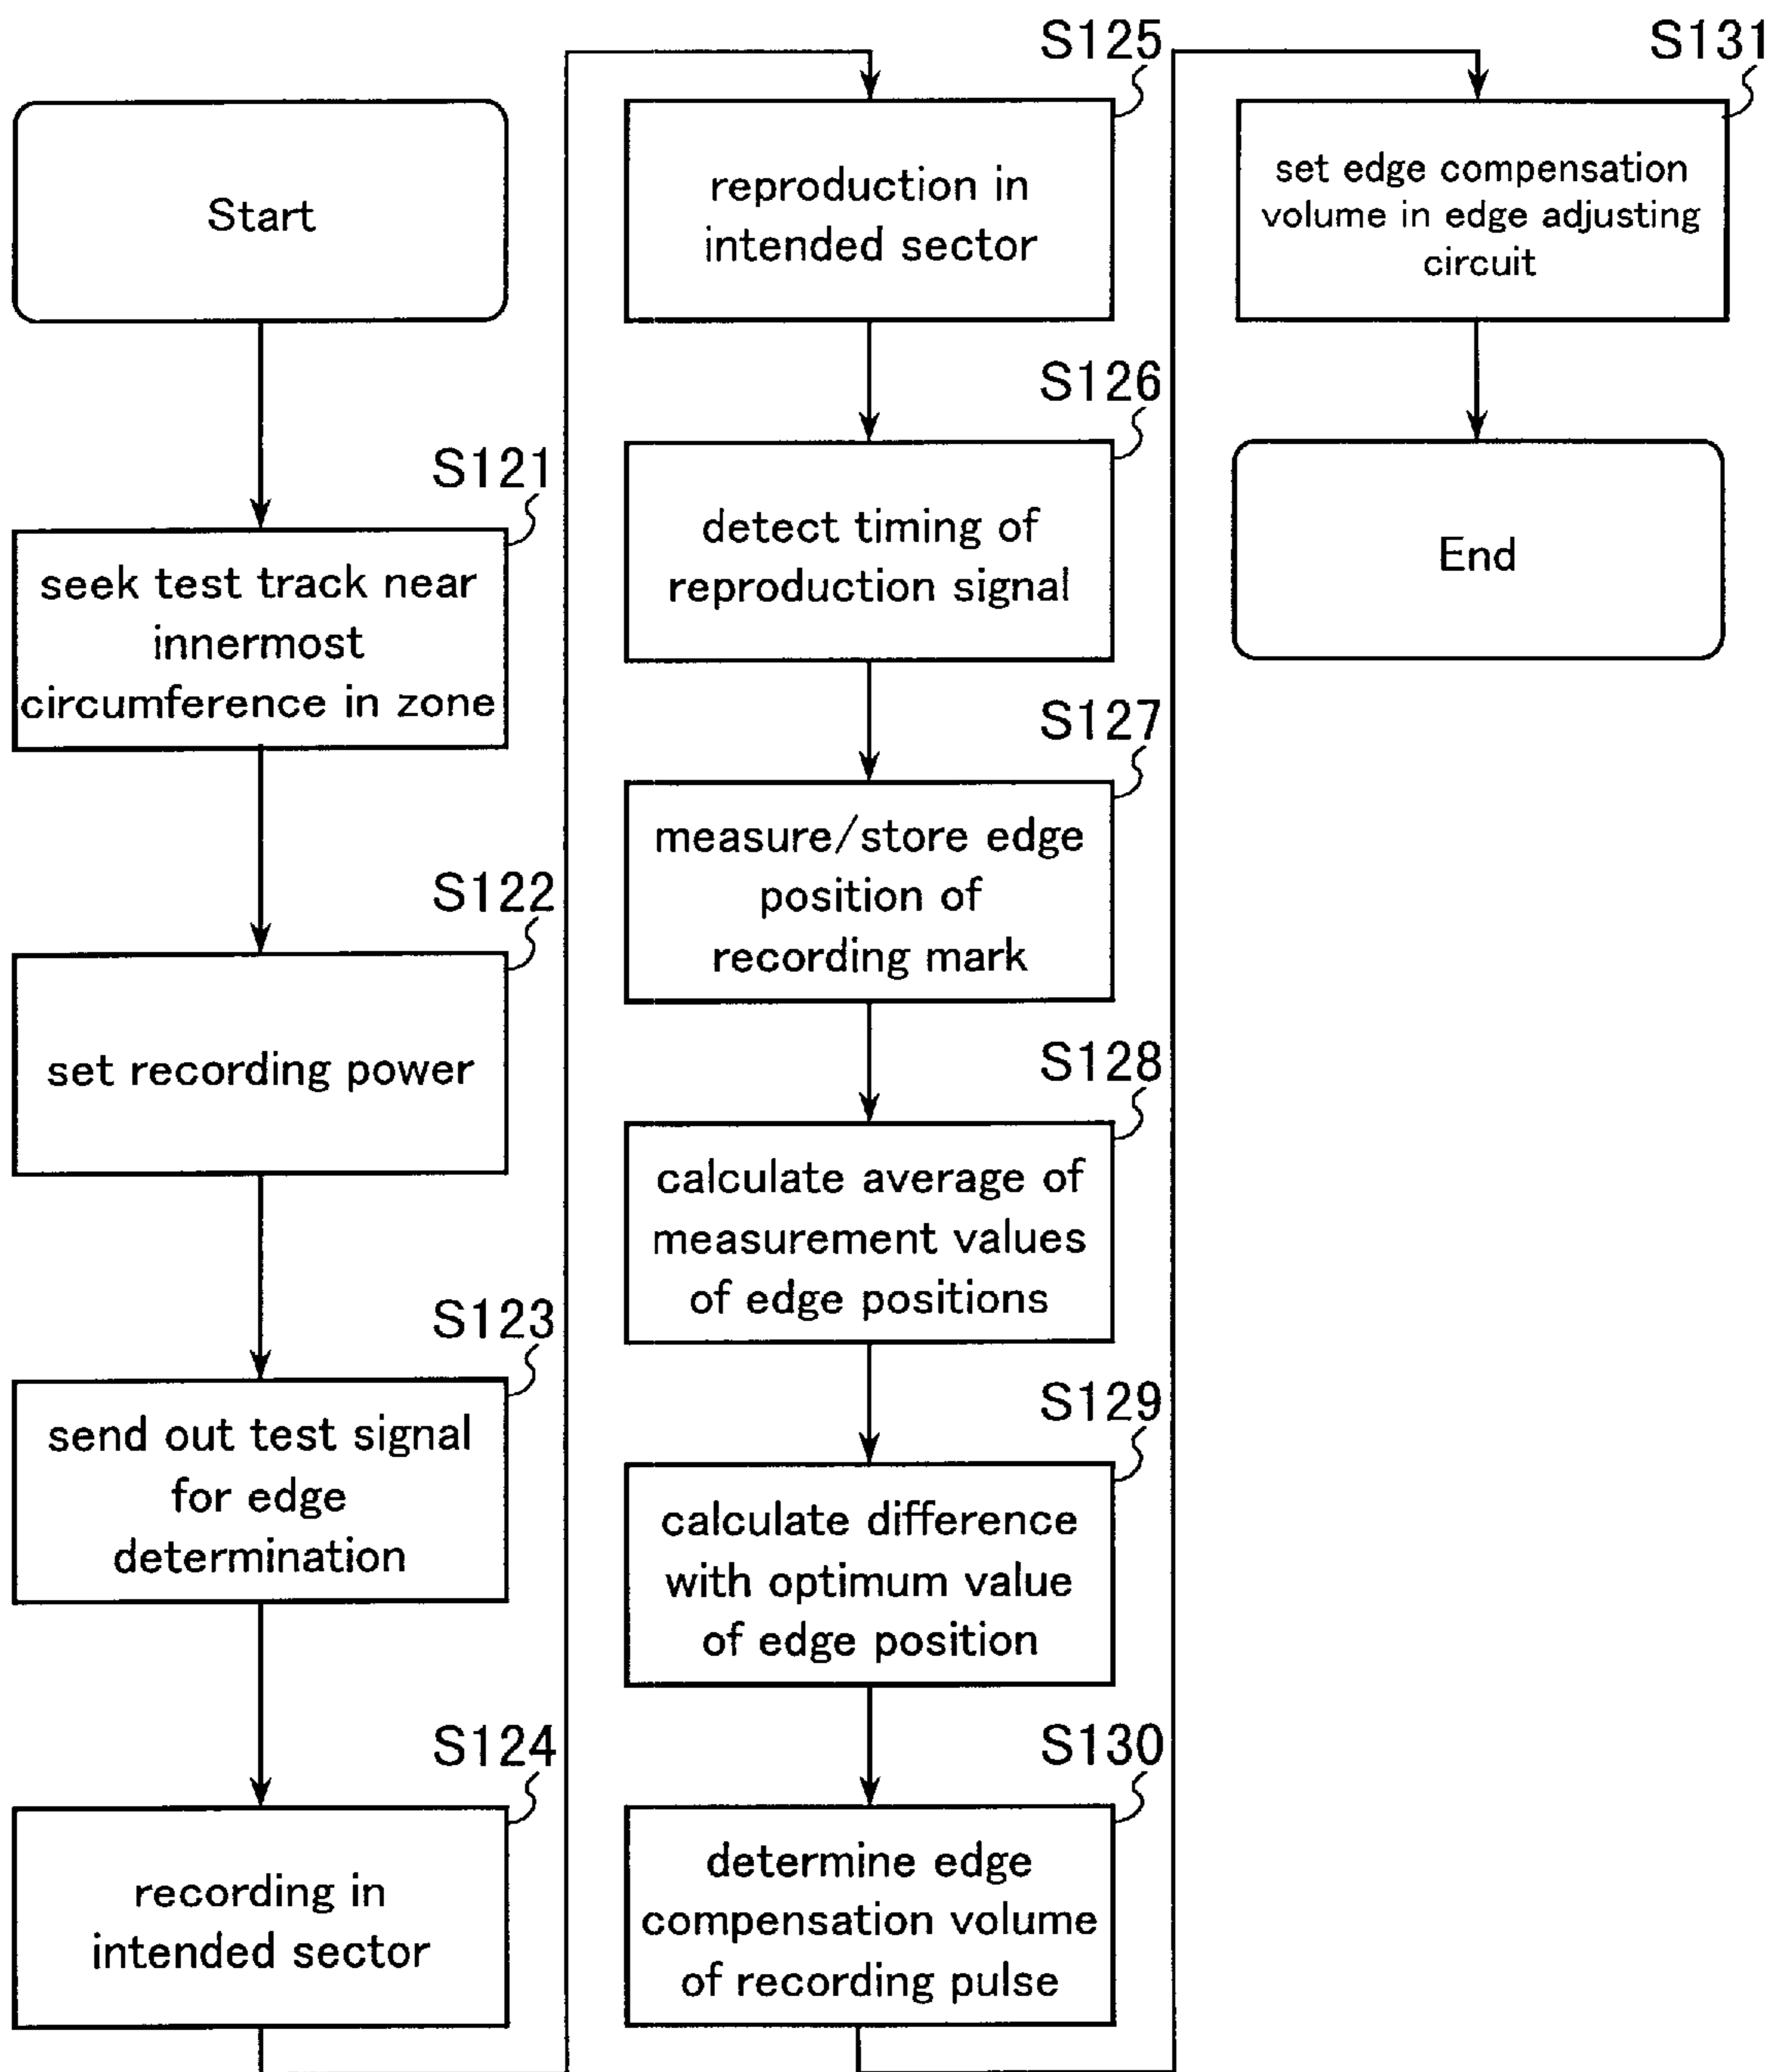 Start
S121
seek test track near
innermost
circumference in zone
S122
set recording power
S123
send out test signal
for edge
determination
S124
recording in
intended sector
S125
reproduction in
intended sector
S126
detect timing of
reproduction signal
S127
measure/store edge
position of
recording mark
S128
calculate average of
measurement values
of edge positions
S129
calculate difference
with optimum value
of edge position
S130
determine edge
compensation volume
of recording pulse
S131
set edge compensation
volume in edge adjusting
circuit
End